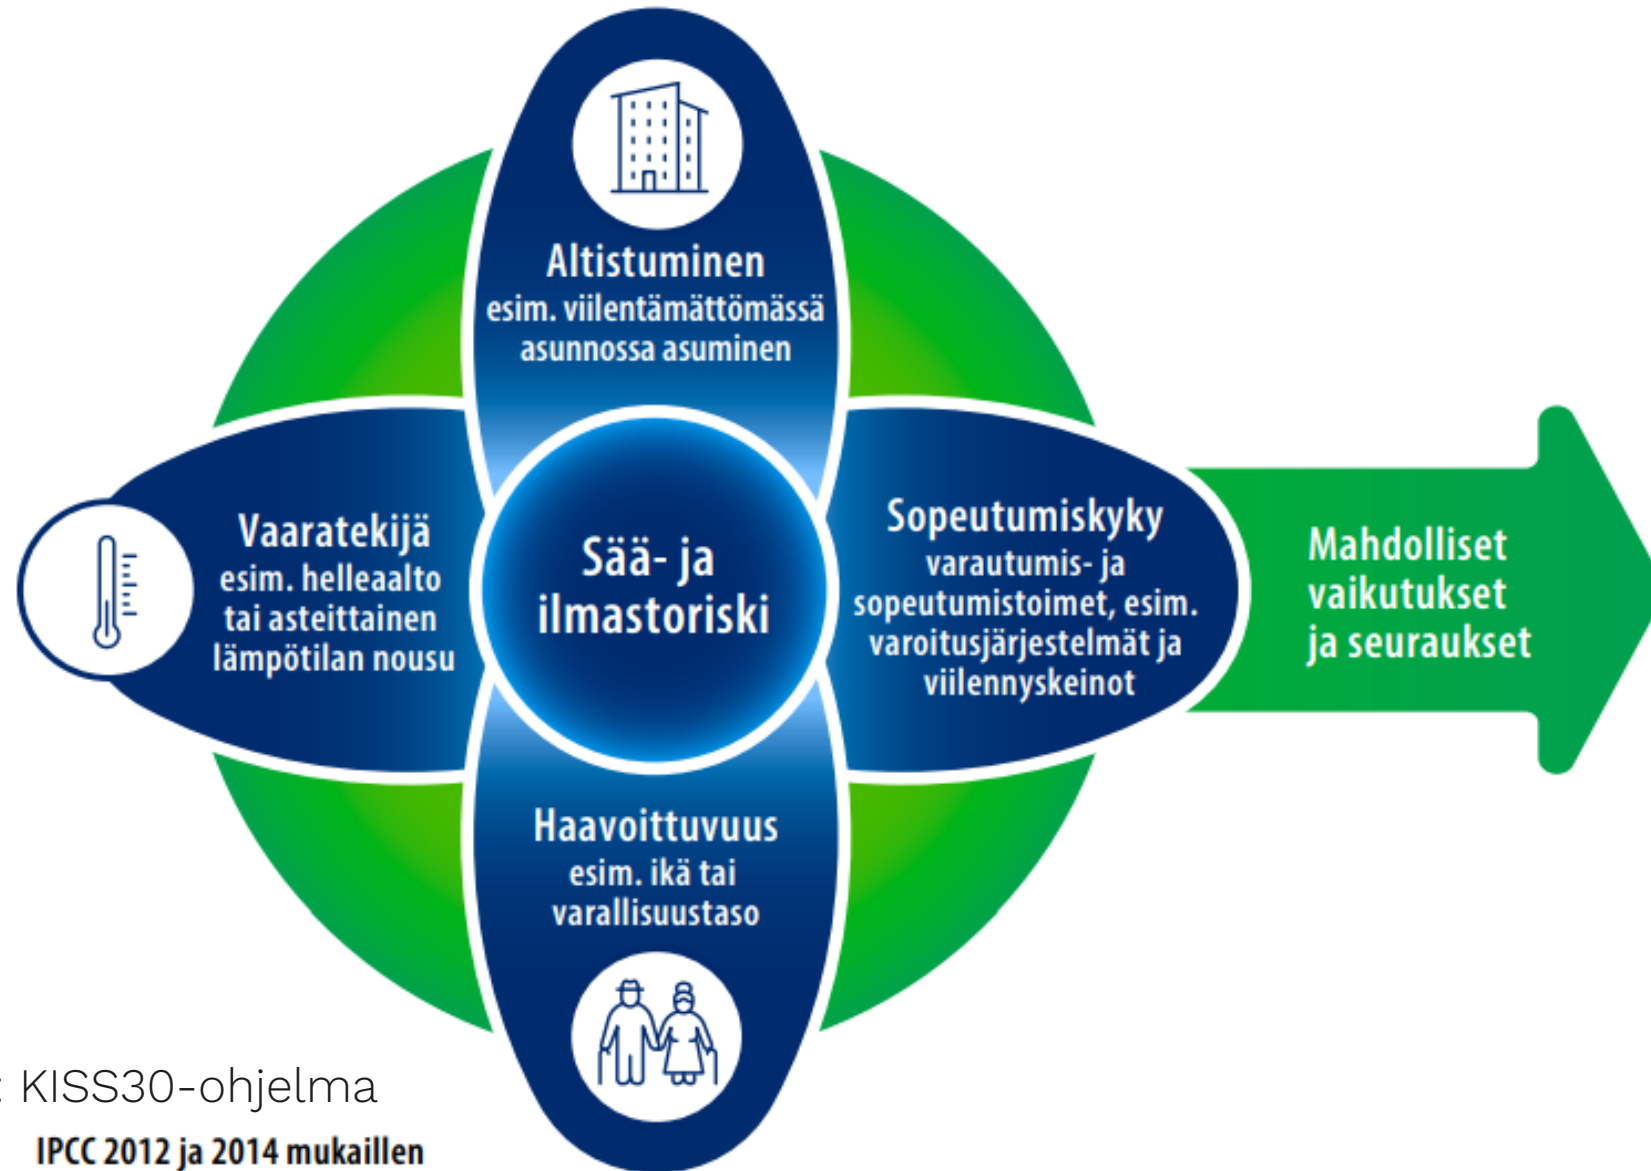 Altistuminen
esim. viilentämättömässä
asunnossa asuminen
Vaaratekijä
esim. helleaalto
tai asteittainen
lämpötilan nousu
Sää- ja
ilmastoriski
Sopeutumiskyky
varautumis- ja
sopeutumistoimet, esim.
varoitusjärjestelmät ja
viilennyskeinot
Mahdolliset
vaikutukset
ja seuraukset
Haavoittuvuus
esim. ikä tai
varallisuustaso
: KISS30-ohjelma
IPCC 2012 ja 2014 mukaillen